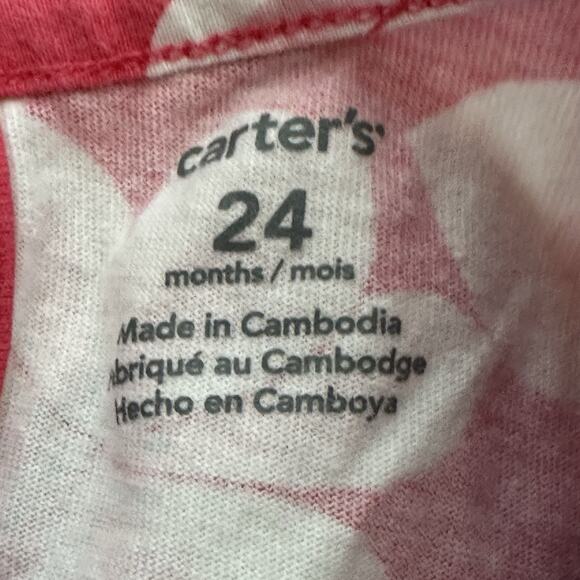 carter's
24
months / mois
Made in Cambodia
abriqué au Cambodge
Hecho en Camboya